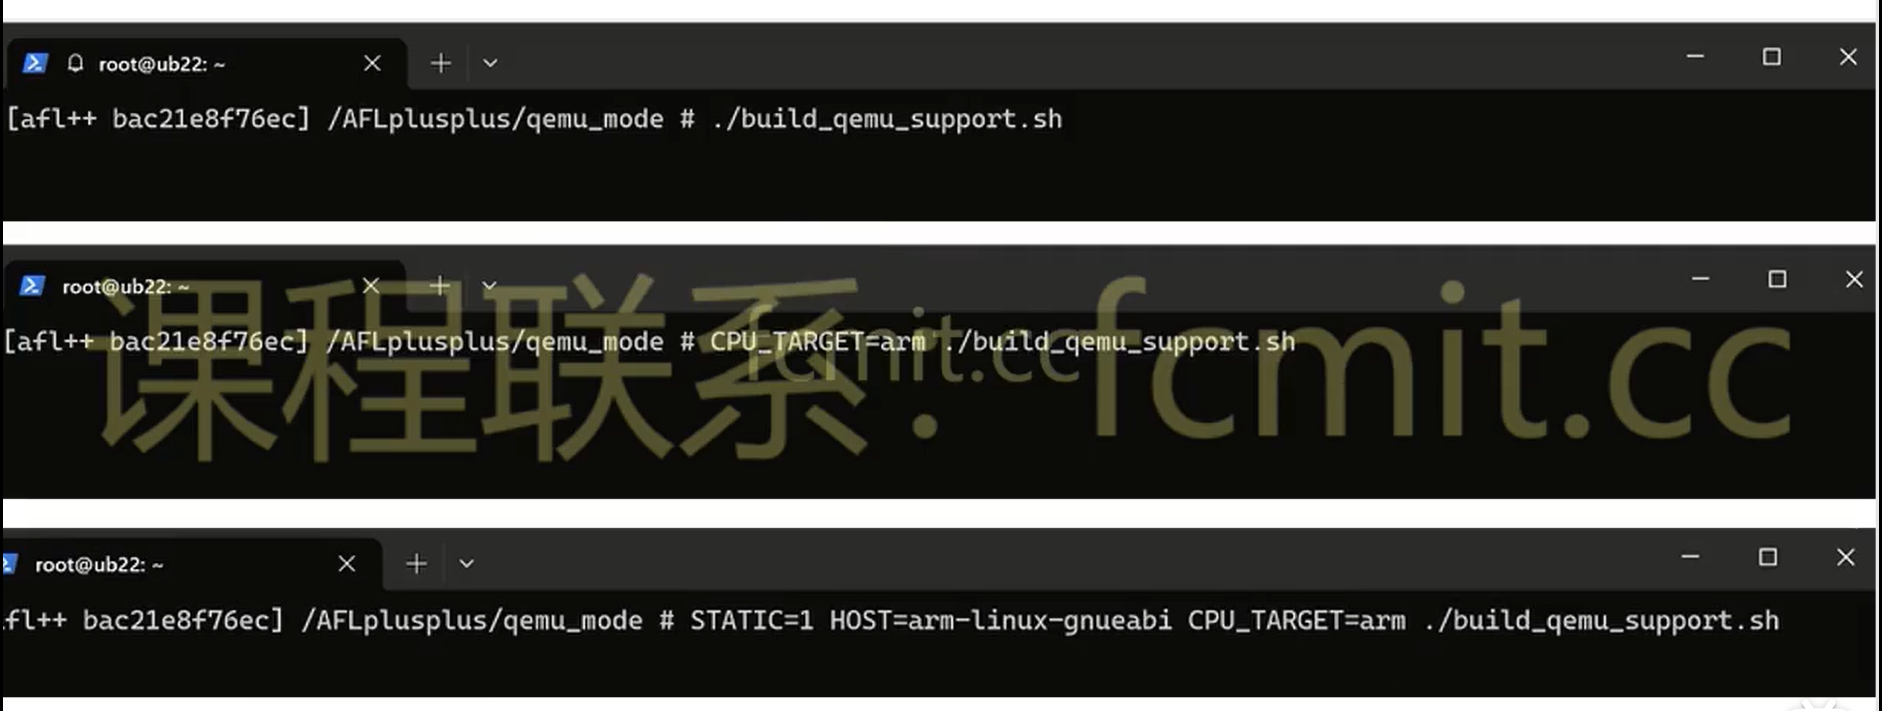 root@ub22: ~
[afl++ bac21e8f76ec] /AFLplusplus/qemu_mode # ./build_qemu_support.sh
root@ub22: ~
[afl++ bac21e8f76ec] /AFLplusplus/qemu_mode # CPU_TARGET=arm ./build_qemu_support.sh
fcmit.cc
课程联系:fcmit.cc
root@ub22: ~
afl++ bac21e8f76ec] /AFLplusplus/qemu_mode # STATIC=1 HOST=arm-linux-gnueabi CPU_TARGET=arm ./build_qemu_support.sh